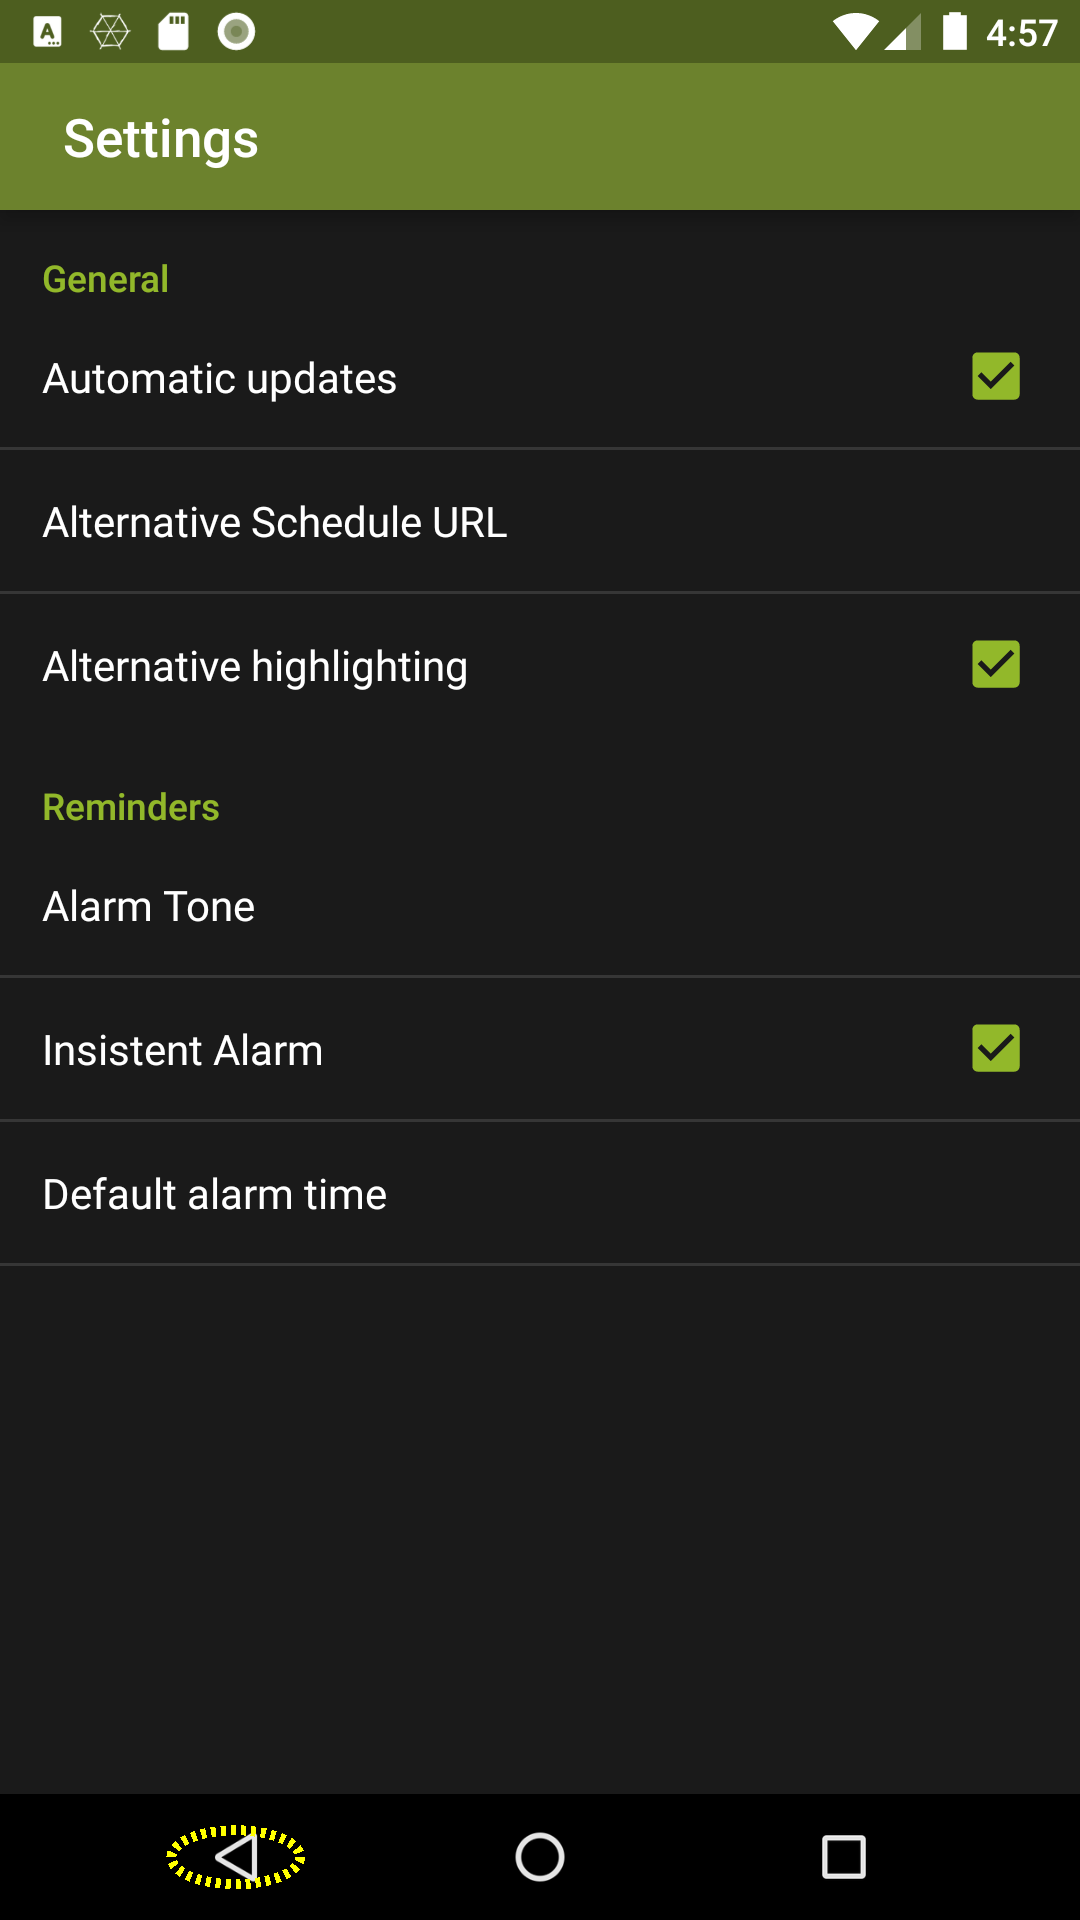 4:57
Settings
General
Automatic updates
Alternative Schedule URL
Alternative highlighting
Reminders
Alarm Tone
Insistent Alarm
Default alarm time